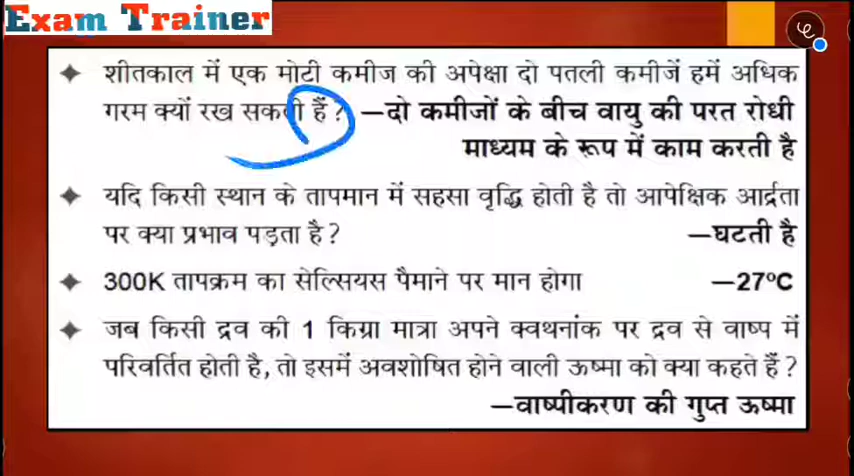 Exam Trainer
शीतकाल में एक मोटी कमीज की अपेक्षा दो पतली कमीजें हमें अधिक
गरम क्यों रख सकती हैं? —दो कमीजों के बीच वायु की परत रोधी
माध्यम के रूप में काम करती है
यदि किसी स्थान के तापमान में सहसा वृद्धि होती है तो आपेक्षिक आर्द्रता
पर क्या प्रभाव पड़ता है? —घटती है
300K तापक्रम का सेल्सियस पैमाने पर मान होगा —27°C
जब किसी द्रव की 1 किग्रा मात्रा अपने क्वथनांक पर द्रव से वाष्प में
परिवर्तित होती है, तो इसमें अवशोषित होने वाली ऊष्मा को क्या कहते हैं?
—वाष्पीकरण की गुप्त ऊष्मा